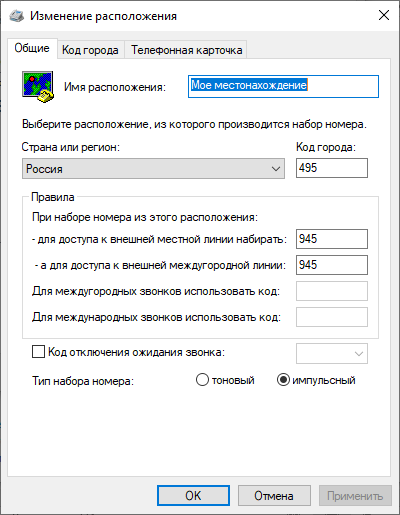 Изменение расположения
Общие Код города Телефонная карточка
Имя расположения: Мое местонахождение
Выберите расположение, из которого производится набор номера.
Страна или регион: Код города:
Россия 495
Правила
При наборе номера из этого расположения:
- для доступа к внешней местной линии набирать: 945
- а для доступа к внешней междугородной линии: 945
Для междугородных звонков использовать код:
Для международных звонков использовать код:
Код отключения ожидания звонка:
Тип набора номера: тоновый импульсный
OK Отмена Применить